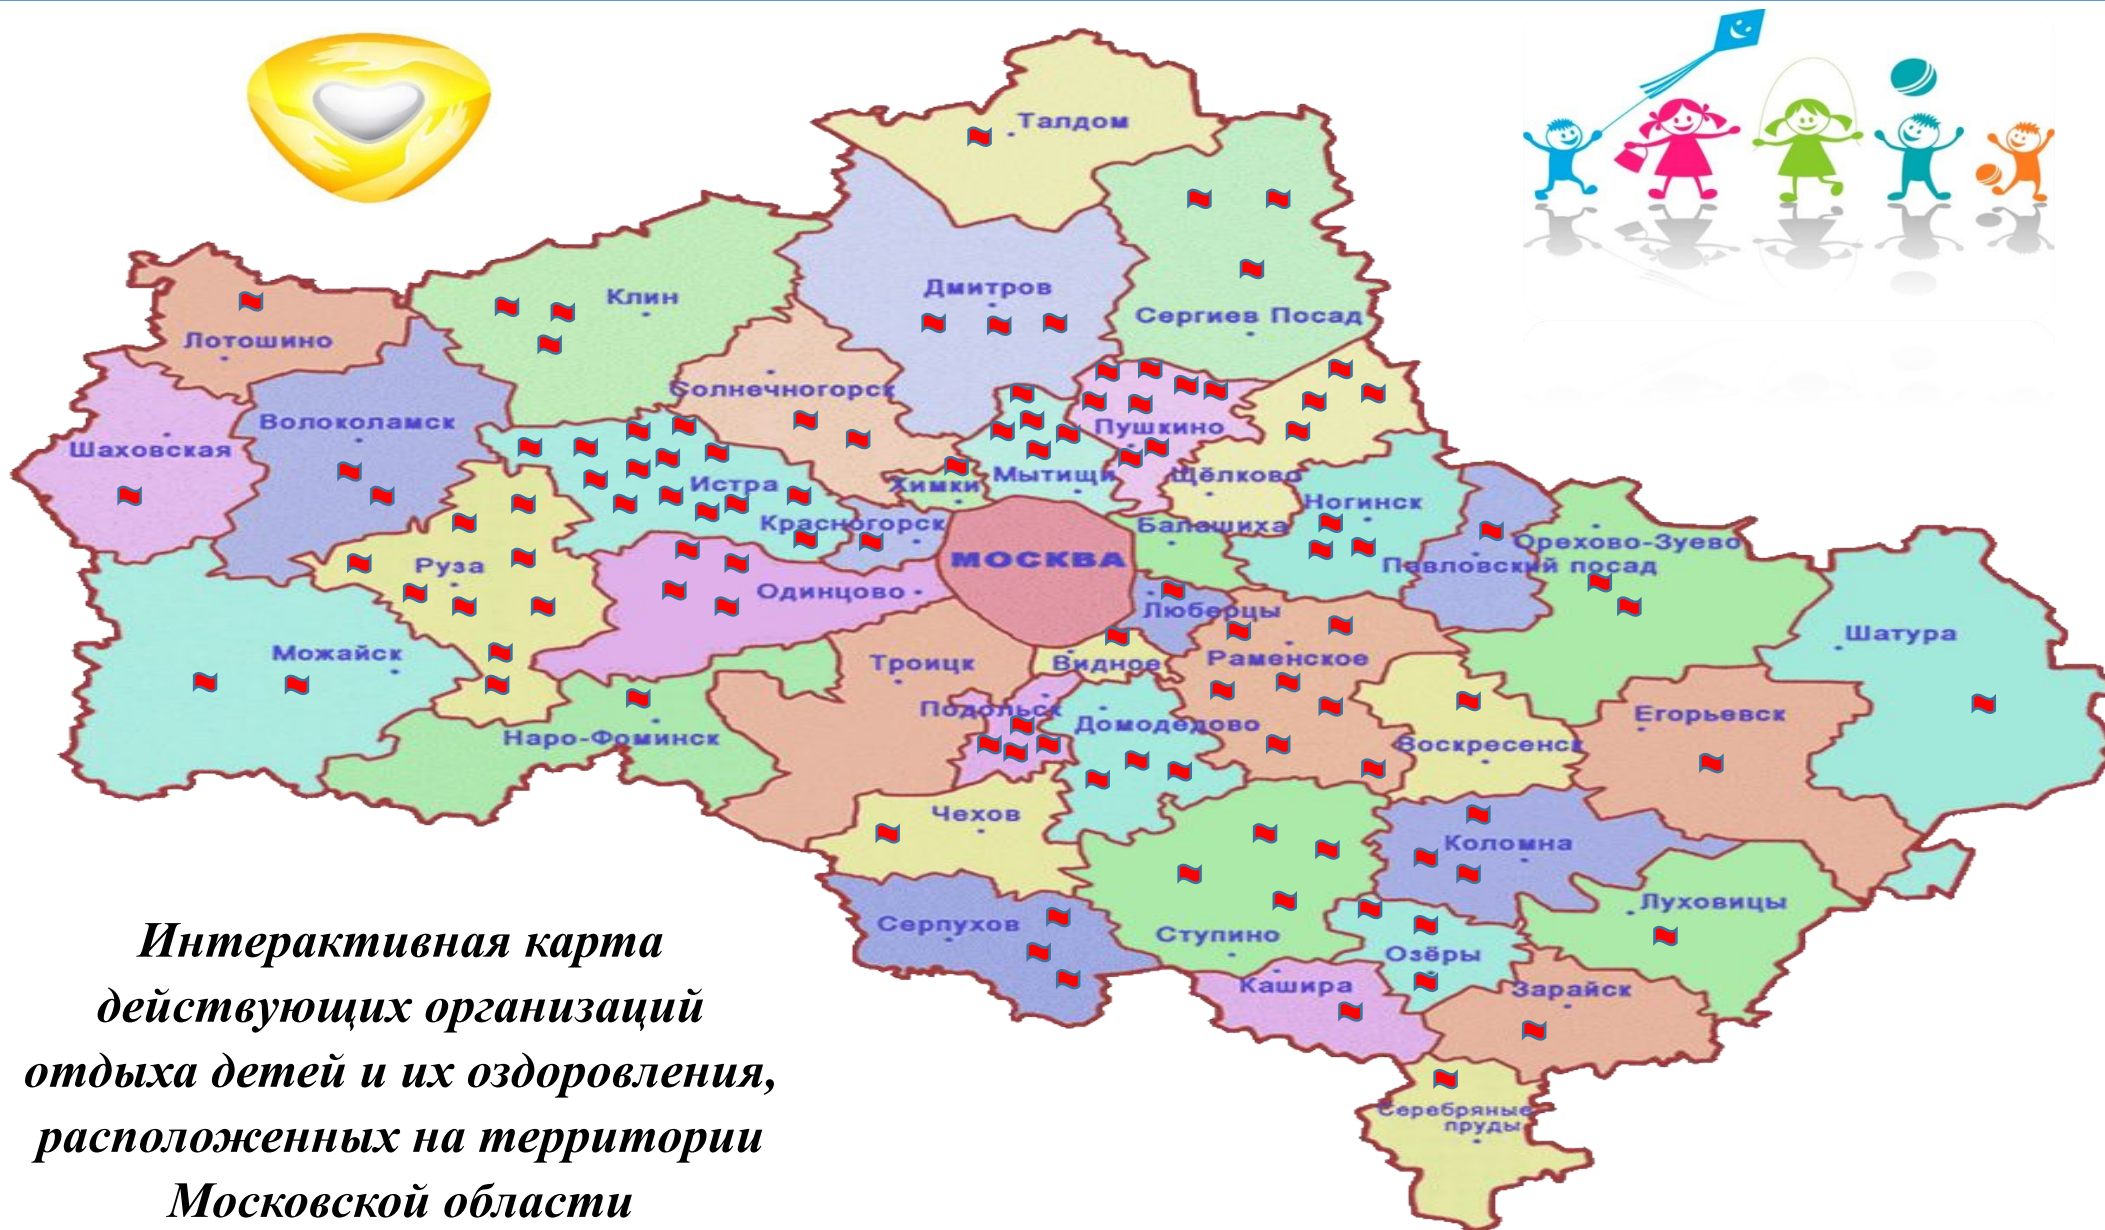 Талдом
Дмитров
Клин
Сергиев Посад
Лотошино
Солнечногорск
Волоколамск
Пушкино
Шаховская
Мытищи
Щёлково
Истра
Химки
Ногинск
Красногорск
Балашиха
Орехово-Зуево
МОСКВА
Руза
Павловский посад
Одинцово
Люберцы
Шатура
Можайск
Троицк
Видное
Раменское
Подольск
Домодедово
Егорьевск
Наро-Фоминск
Воскресенск
Чехов
Коломна
Луховицы
Серпухов
Ступино
Озёры
Кашира
Зарайск
Серебряные
пруды
Интерактивная карта
действующих организаций
отдыха детей и их оздоровления,
расположенных на территории
Московской области